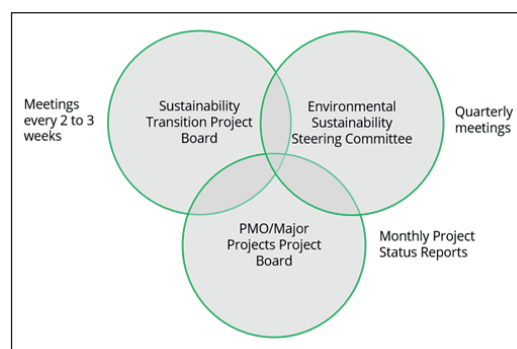 Meetings
every 2 to 3
weeks
Sustainability
Transition Project
Board
Environmental
Sustainability
Steering Committee
Quarterly
meetings
PMO/Major
Projects Project
Board
Monthly Project
Status Reports